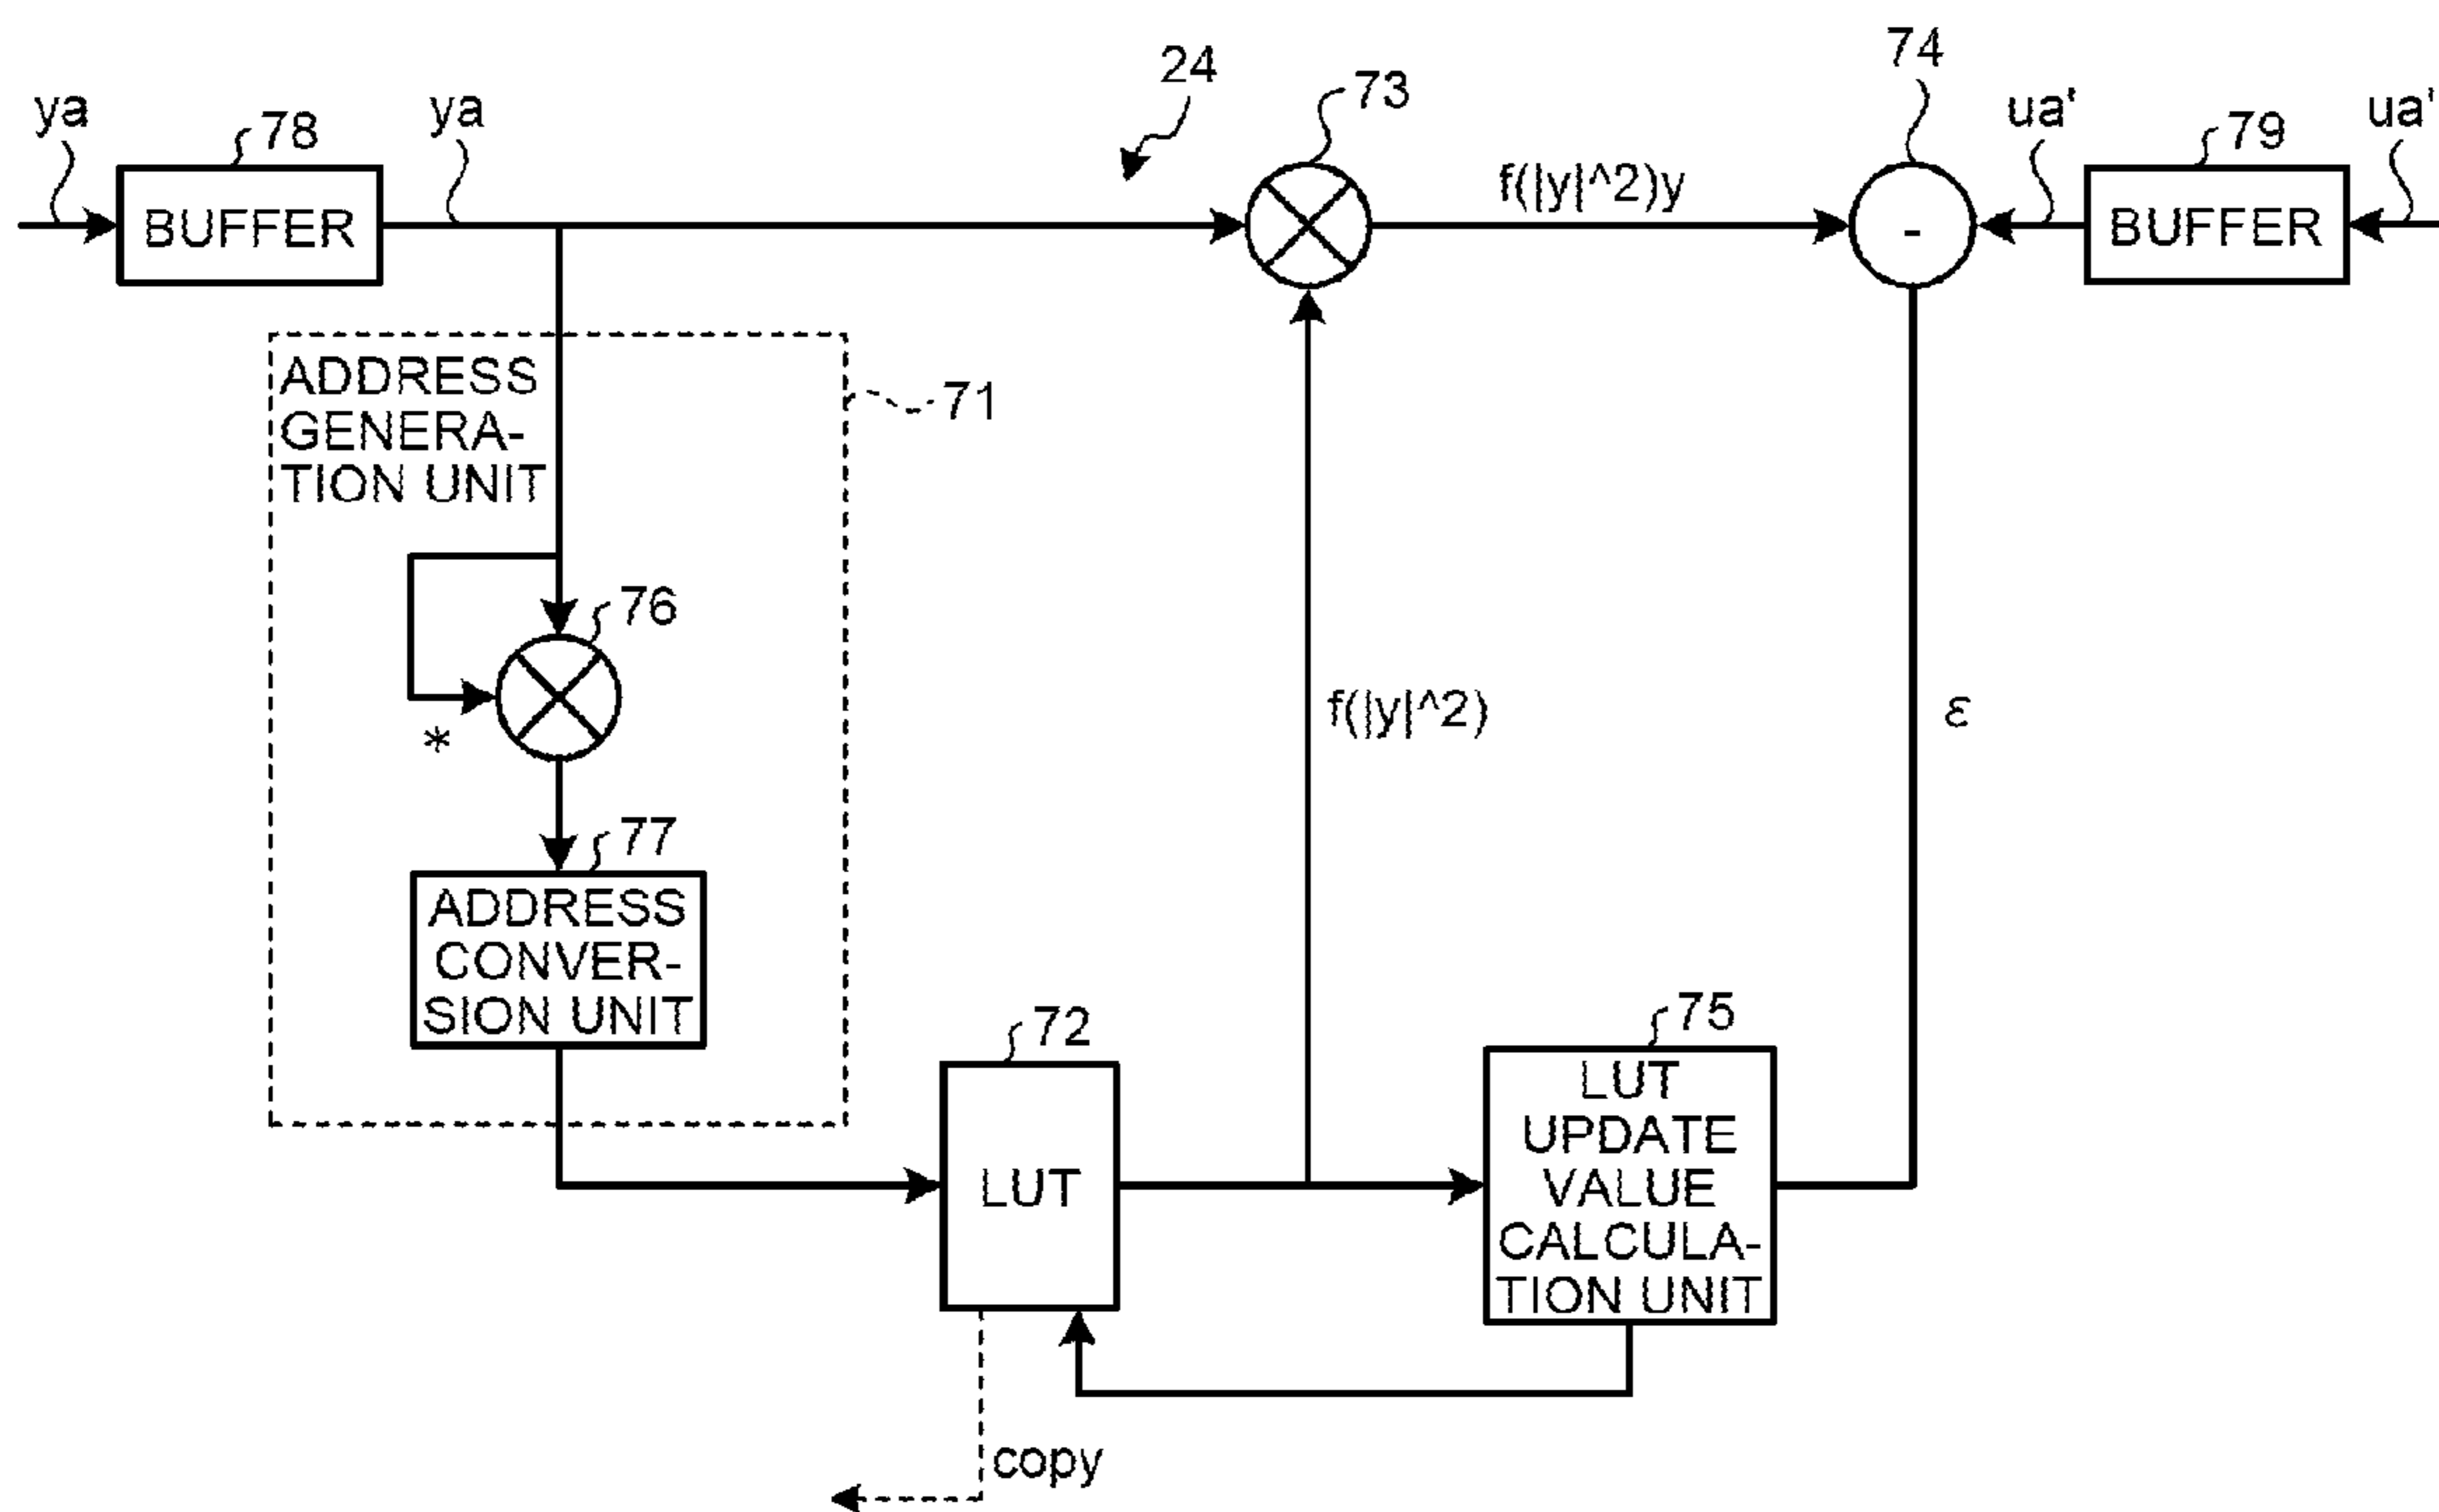 24
73
74
ya
78
ya
ua'
79
ua'
BUFFER
f(|y|^2)y
-
BUFFER
ADDRESS
GENERA-
TION UNIT
71
76
*
f(|y|^2)
ε
77
ADDRESS
CONVER-
SION UNIT
72
LUT
75
LUT
UPDATE
VALUE
CALCULA-
TION UNIT
copy